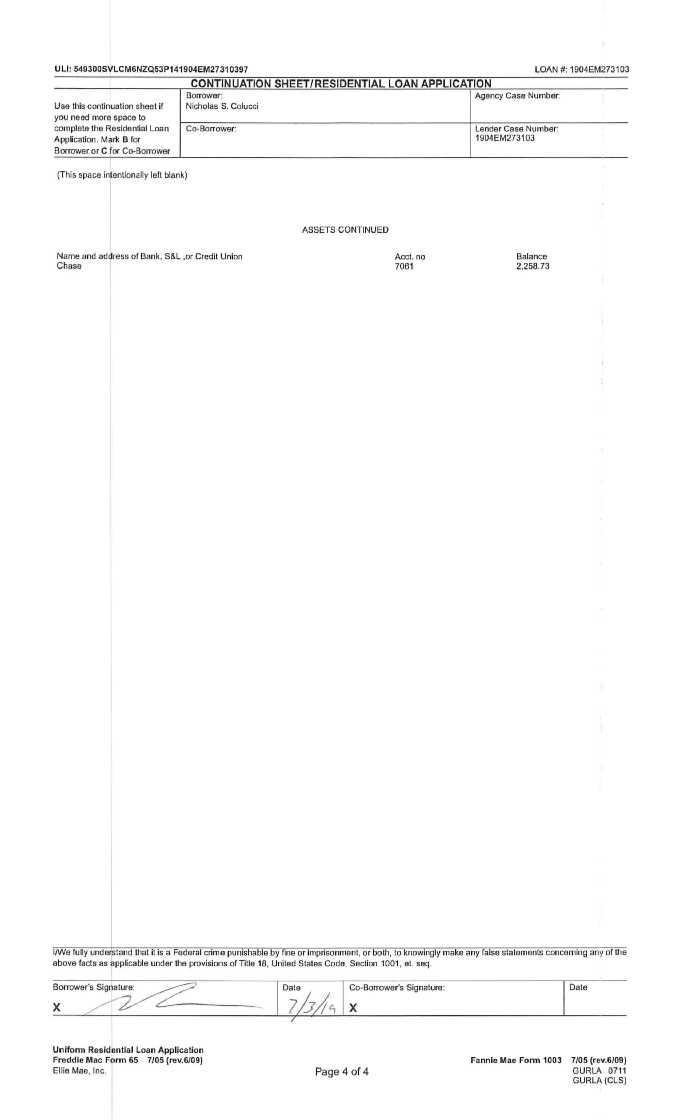 ULI: 549300SVLCM6NZQ53P141904EM27310397 LOAN #: 1904EM273103
CONTINUATION SHEET/RESIDENTIAL LOAN APPLICATION
Use this continuation sheet if
you need more space to
complete the Residential Loan
Application. Mark B for
Borrower or C for Co-Borrower
Borrower:
Nicholas S. Colucci
Agency Case Number:
Co-Borrower:
Lender Case Number:
1904EM273103
(This space intentionally left blank)
ASSETS CONTINUED
Name and address of Bank, S&L ,or Credit Union Acct. no Balance
Chase 7061 2,258.73
I/We fully understand that it is a Federal crime punishable by fine or imprisonment, or both, to knowingly make any false statements concerning any of the
above facts as applicable under the provisions of Title 18, United States Code, Section 1001, et. seq.
Borrower's Signature: Date Co-Borrower's Signature: Date
X 7/3/19 X
Uniform Residential Loan Application
Freddie Mac Form 65 7/05 (rev.6/09) Fannie Mae Form 1003 7/05 (rev.6/09)
Ellie Mae, Inc. Page 4 of 4 GURLA 0711
GURLA (CLS)